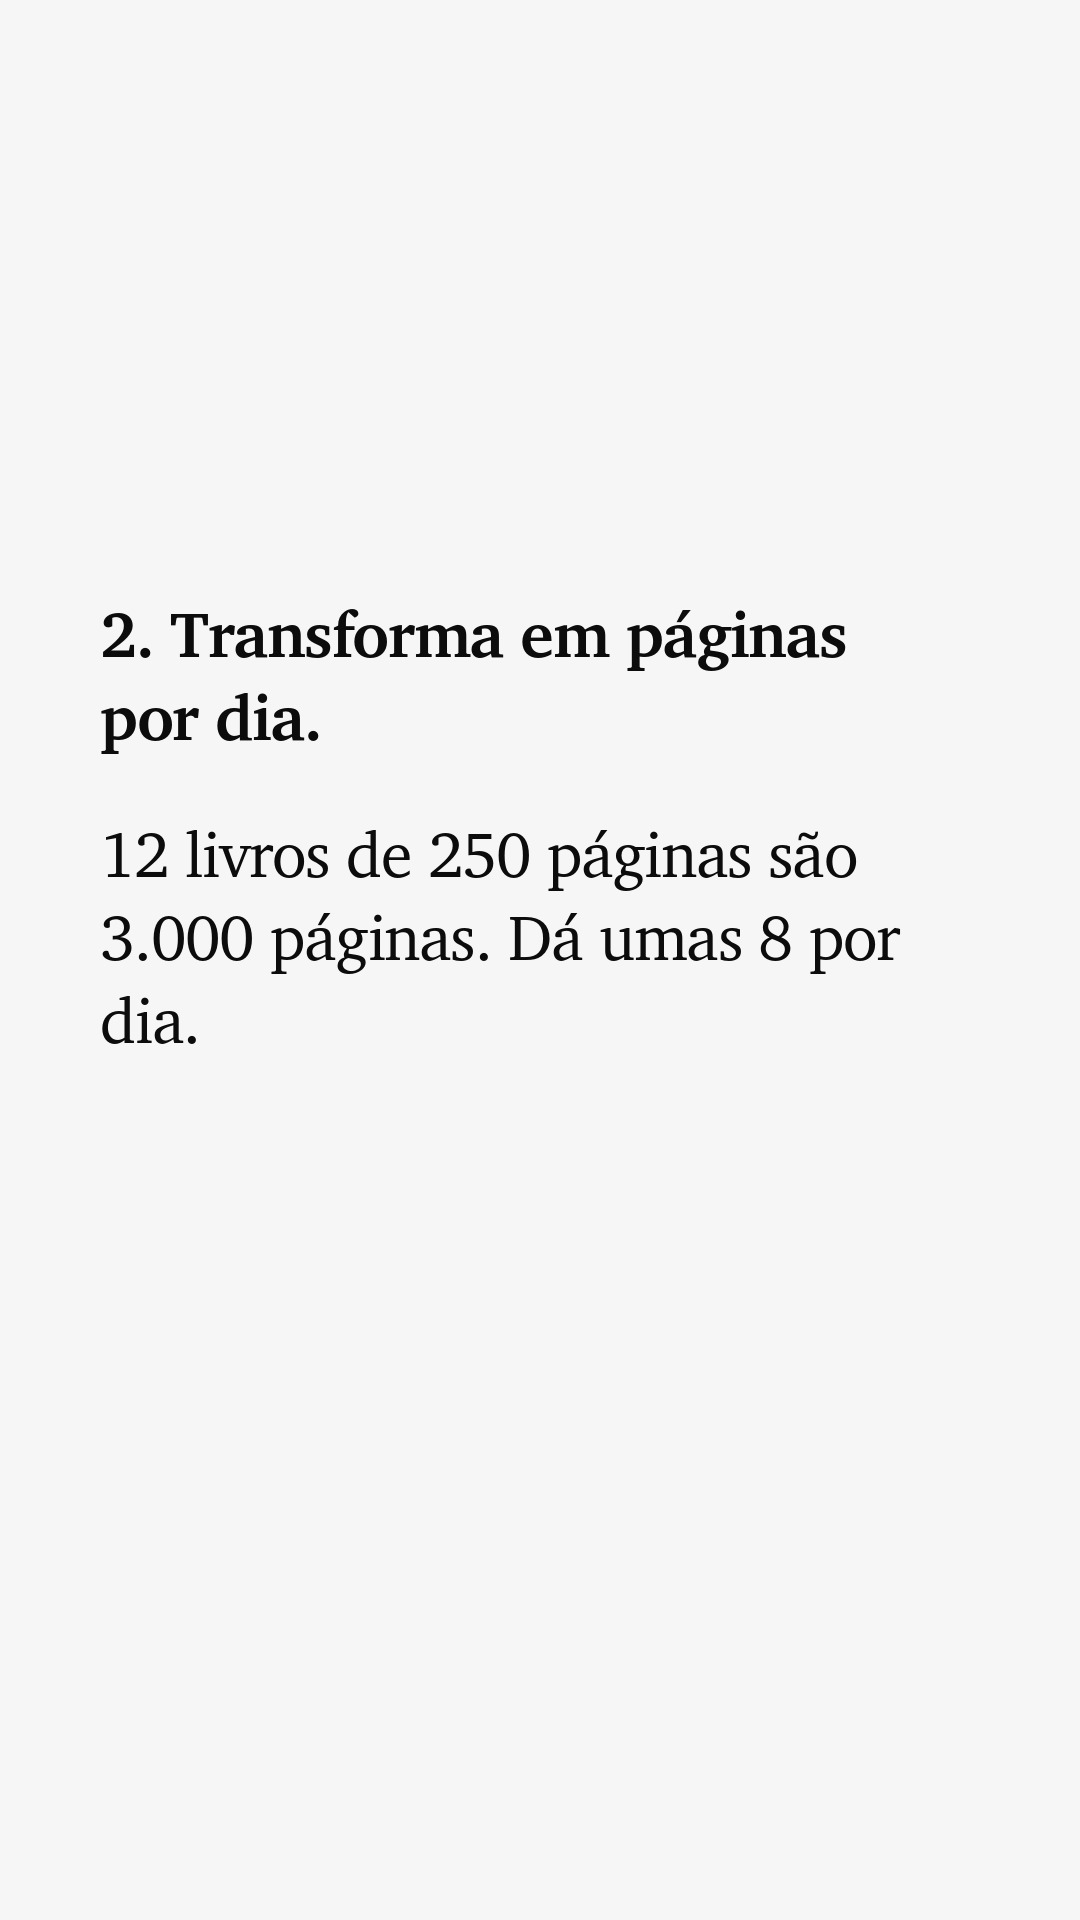 2. Transforma em páginas
por dia.
12 livros de 250 páginas são
3.000 páginas. Dá umas 8 por
dia.